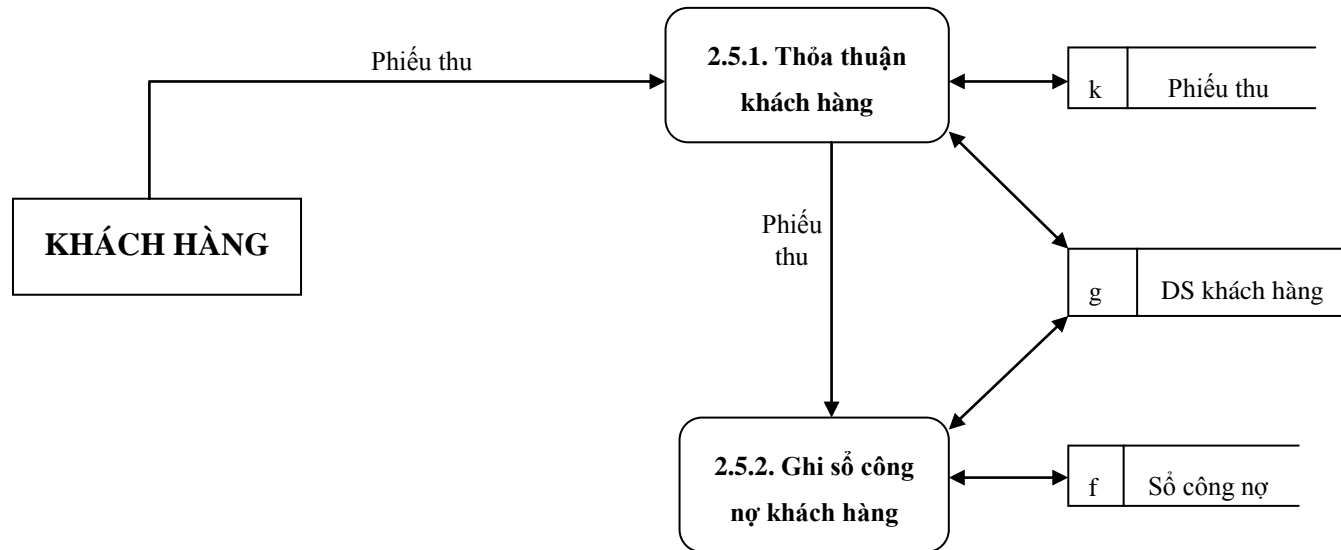 Phiếu thu
2.5.1. Thỏa thuận
khách hàng
k
Phiếu thu
KHÁCH HÀNG
Phiếu
thu
g
DS khách hàng
2.5.2. Ghi sổ công
nợ khách hàng
f
Sổ công nợ